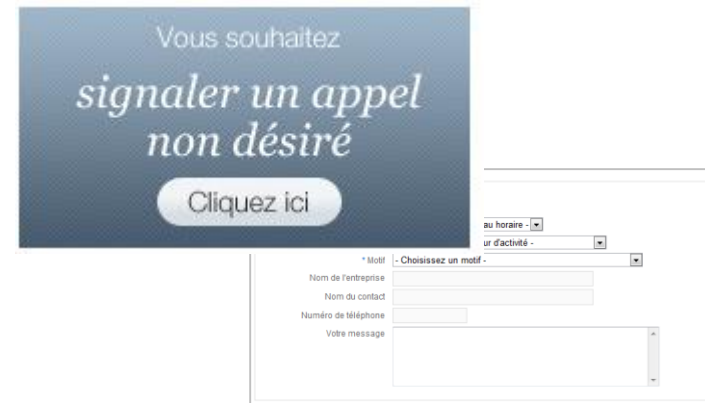 Vous souhaitez
signaler un appel
non désiré
Cliquez ici
au horaire -
ur d'activité -
* Motif - Choisissez un motif -
Nom de l'entreprise
Nom du contact
Numéro de téléphone
Votre message